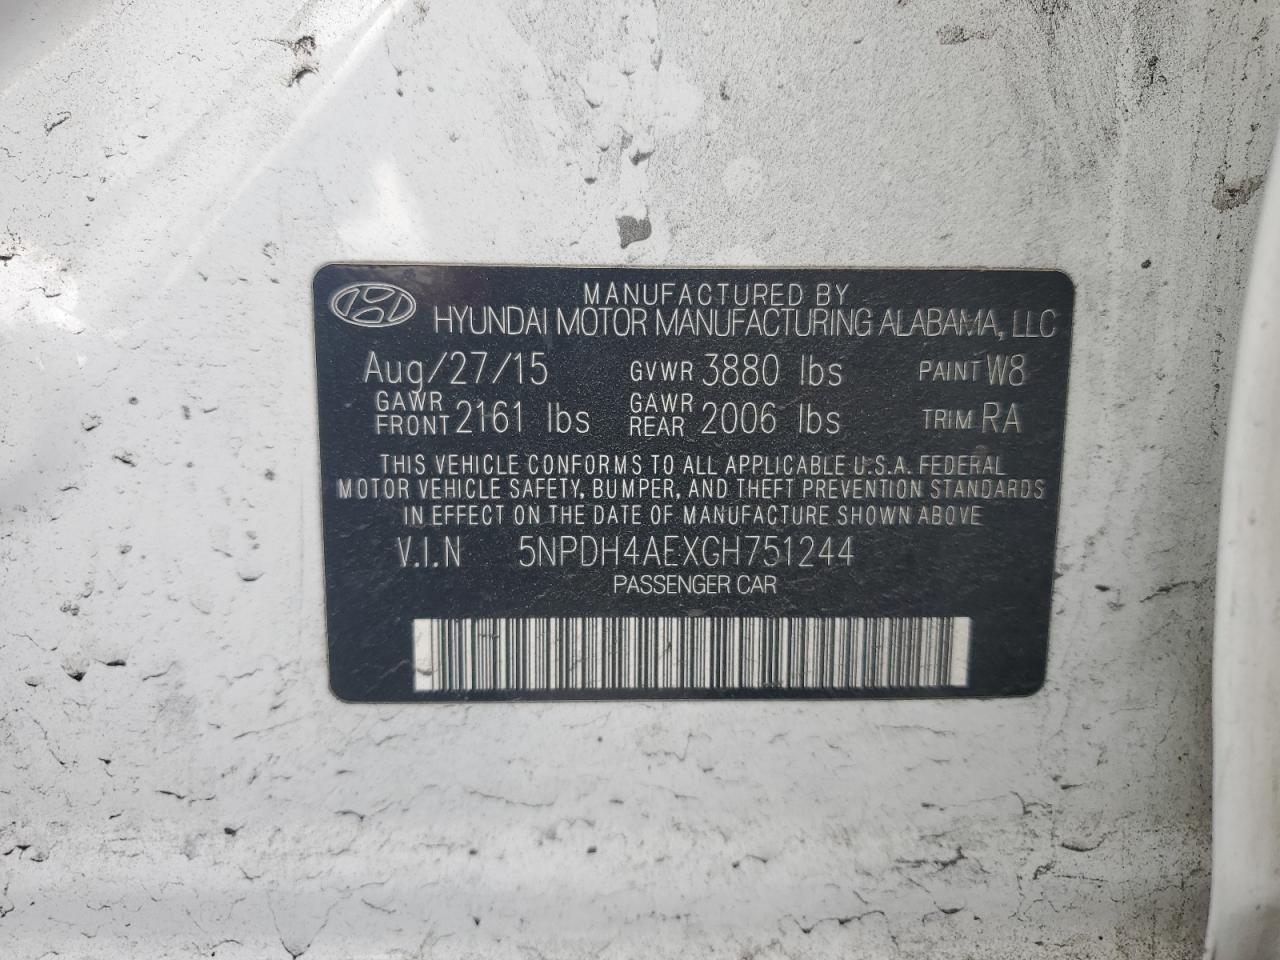 MANUFACTURED BY
HYUNDAI MOTOR MANUFACTURING ALABAMA, LLC
Aug/27/15 GVWR 3880 lbs PAINT W8
GAWR FRONT 2161 lbs GAWR REAR 2006 lbs TRIM RA
THIS VEHICLE CONFORMS TO ALL APPLICABLE U.S.A. FEDERAL
MOTOR VEHICLE SAFETY, BUMPER, AND THEFT PREVENTION STANDARDS
IN EFFECT ON THE DATE OF MANUFACTURE SHOWN ABOVE
V.I.N 5NPDH4AEXGH751244
PASSENGER CAR